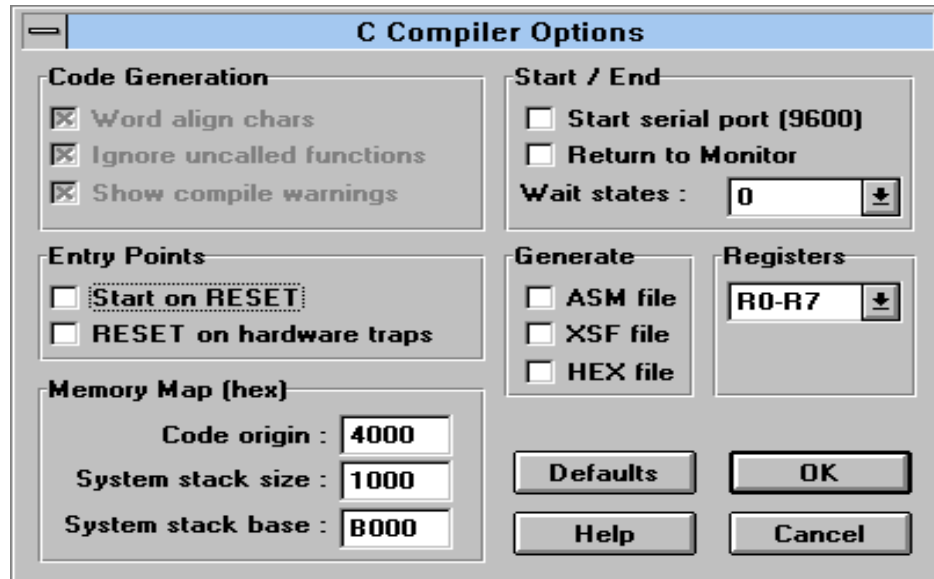 C Compiler Options
Code Generation
Word align chars
Ignore uncalled functions
Show compile warnings
Start / End
Start serial port (9600)
Return to Monitor
Wait states : 0
Entry Points
Start on RESET
RESET on hardware traps
Generate
ASM file
XSF file
HEX file
Registers
R0-R7
Memory Map (hex)
Code origin : 4000
System stack size : 1000
System stack base : B000
Defaults
OK
Help
Cancel